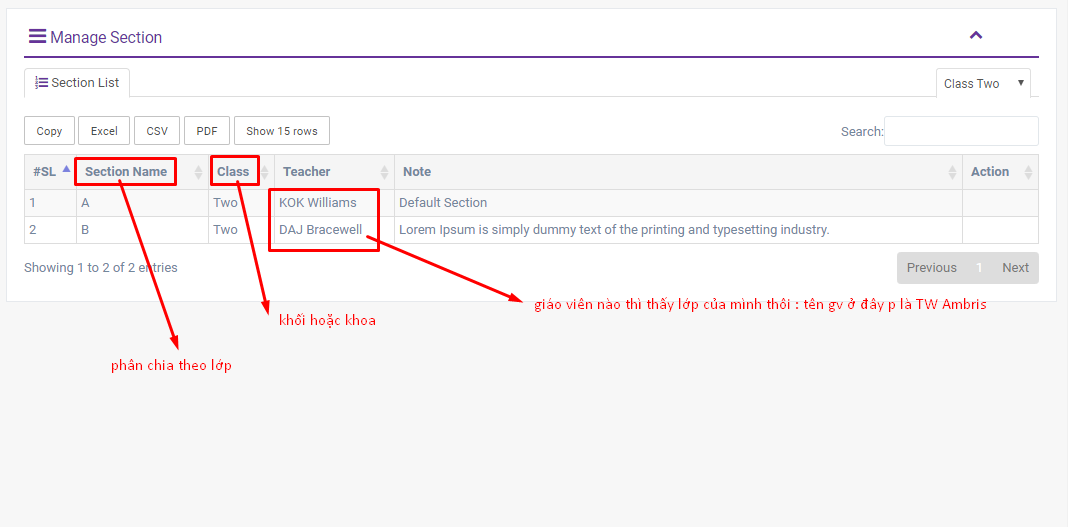 Manage Section
Section List
Class Two
Copy Excel CSV PDF Show 15 rows Search:
#SL Section Name Class Teacher Note Action
1 A Two KOK Williams Default Section
2 B Two DAJ Bracewell Lorem Ipsum is simply dummy text of the printing and typesetting industry.
Showing 1 to 2 of 2 entries Previous 1 Next
giáo viên nào thì thấy lớp của mình thôi : tên gv ở đây p là TW Ambris
khối hoặc khoa
phân chia theo lớp